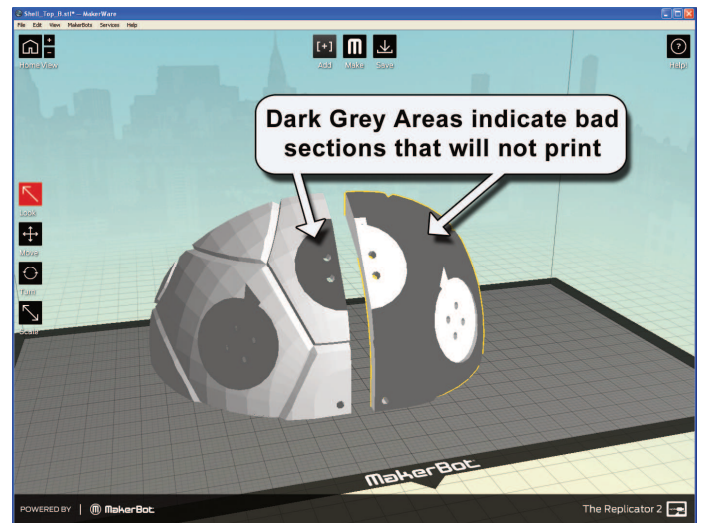 Shell_Top_B.stl* -- MakerWare
File Edit View MakerBots Services Help
Home View
+
-
[+]
Add
Make
Save
?
Help!
Dark Grey Areas indicate bad
sections that will not print
Look
Move
Turn
Scale
MakerBot
POWERED BY | MakerBot
The Replicator 2